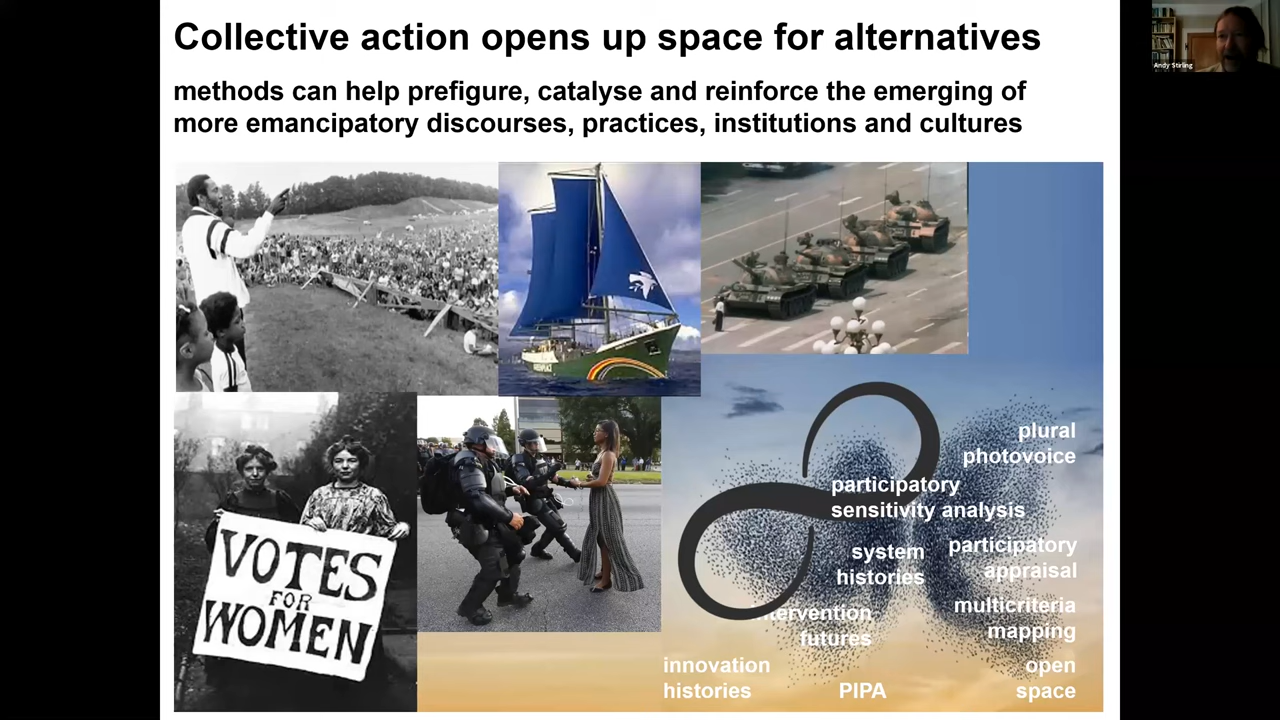 Collective action opens up space for alternatives
methods can help prefigure, catalyse and reinforce the emerging of
more emancipatory discourses, practices, institutions and cultures
Andy Stirling
GREENPEACE
VOTES
FOR
WOMEN
plural
photovoice
participatory
sensitivity analysis
system
histories
participatory
appraisal
intervention
futures
multicriteria
mapping
innovation
histories
PIPA
open
space